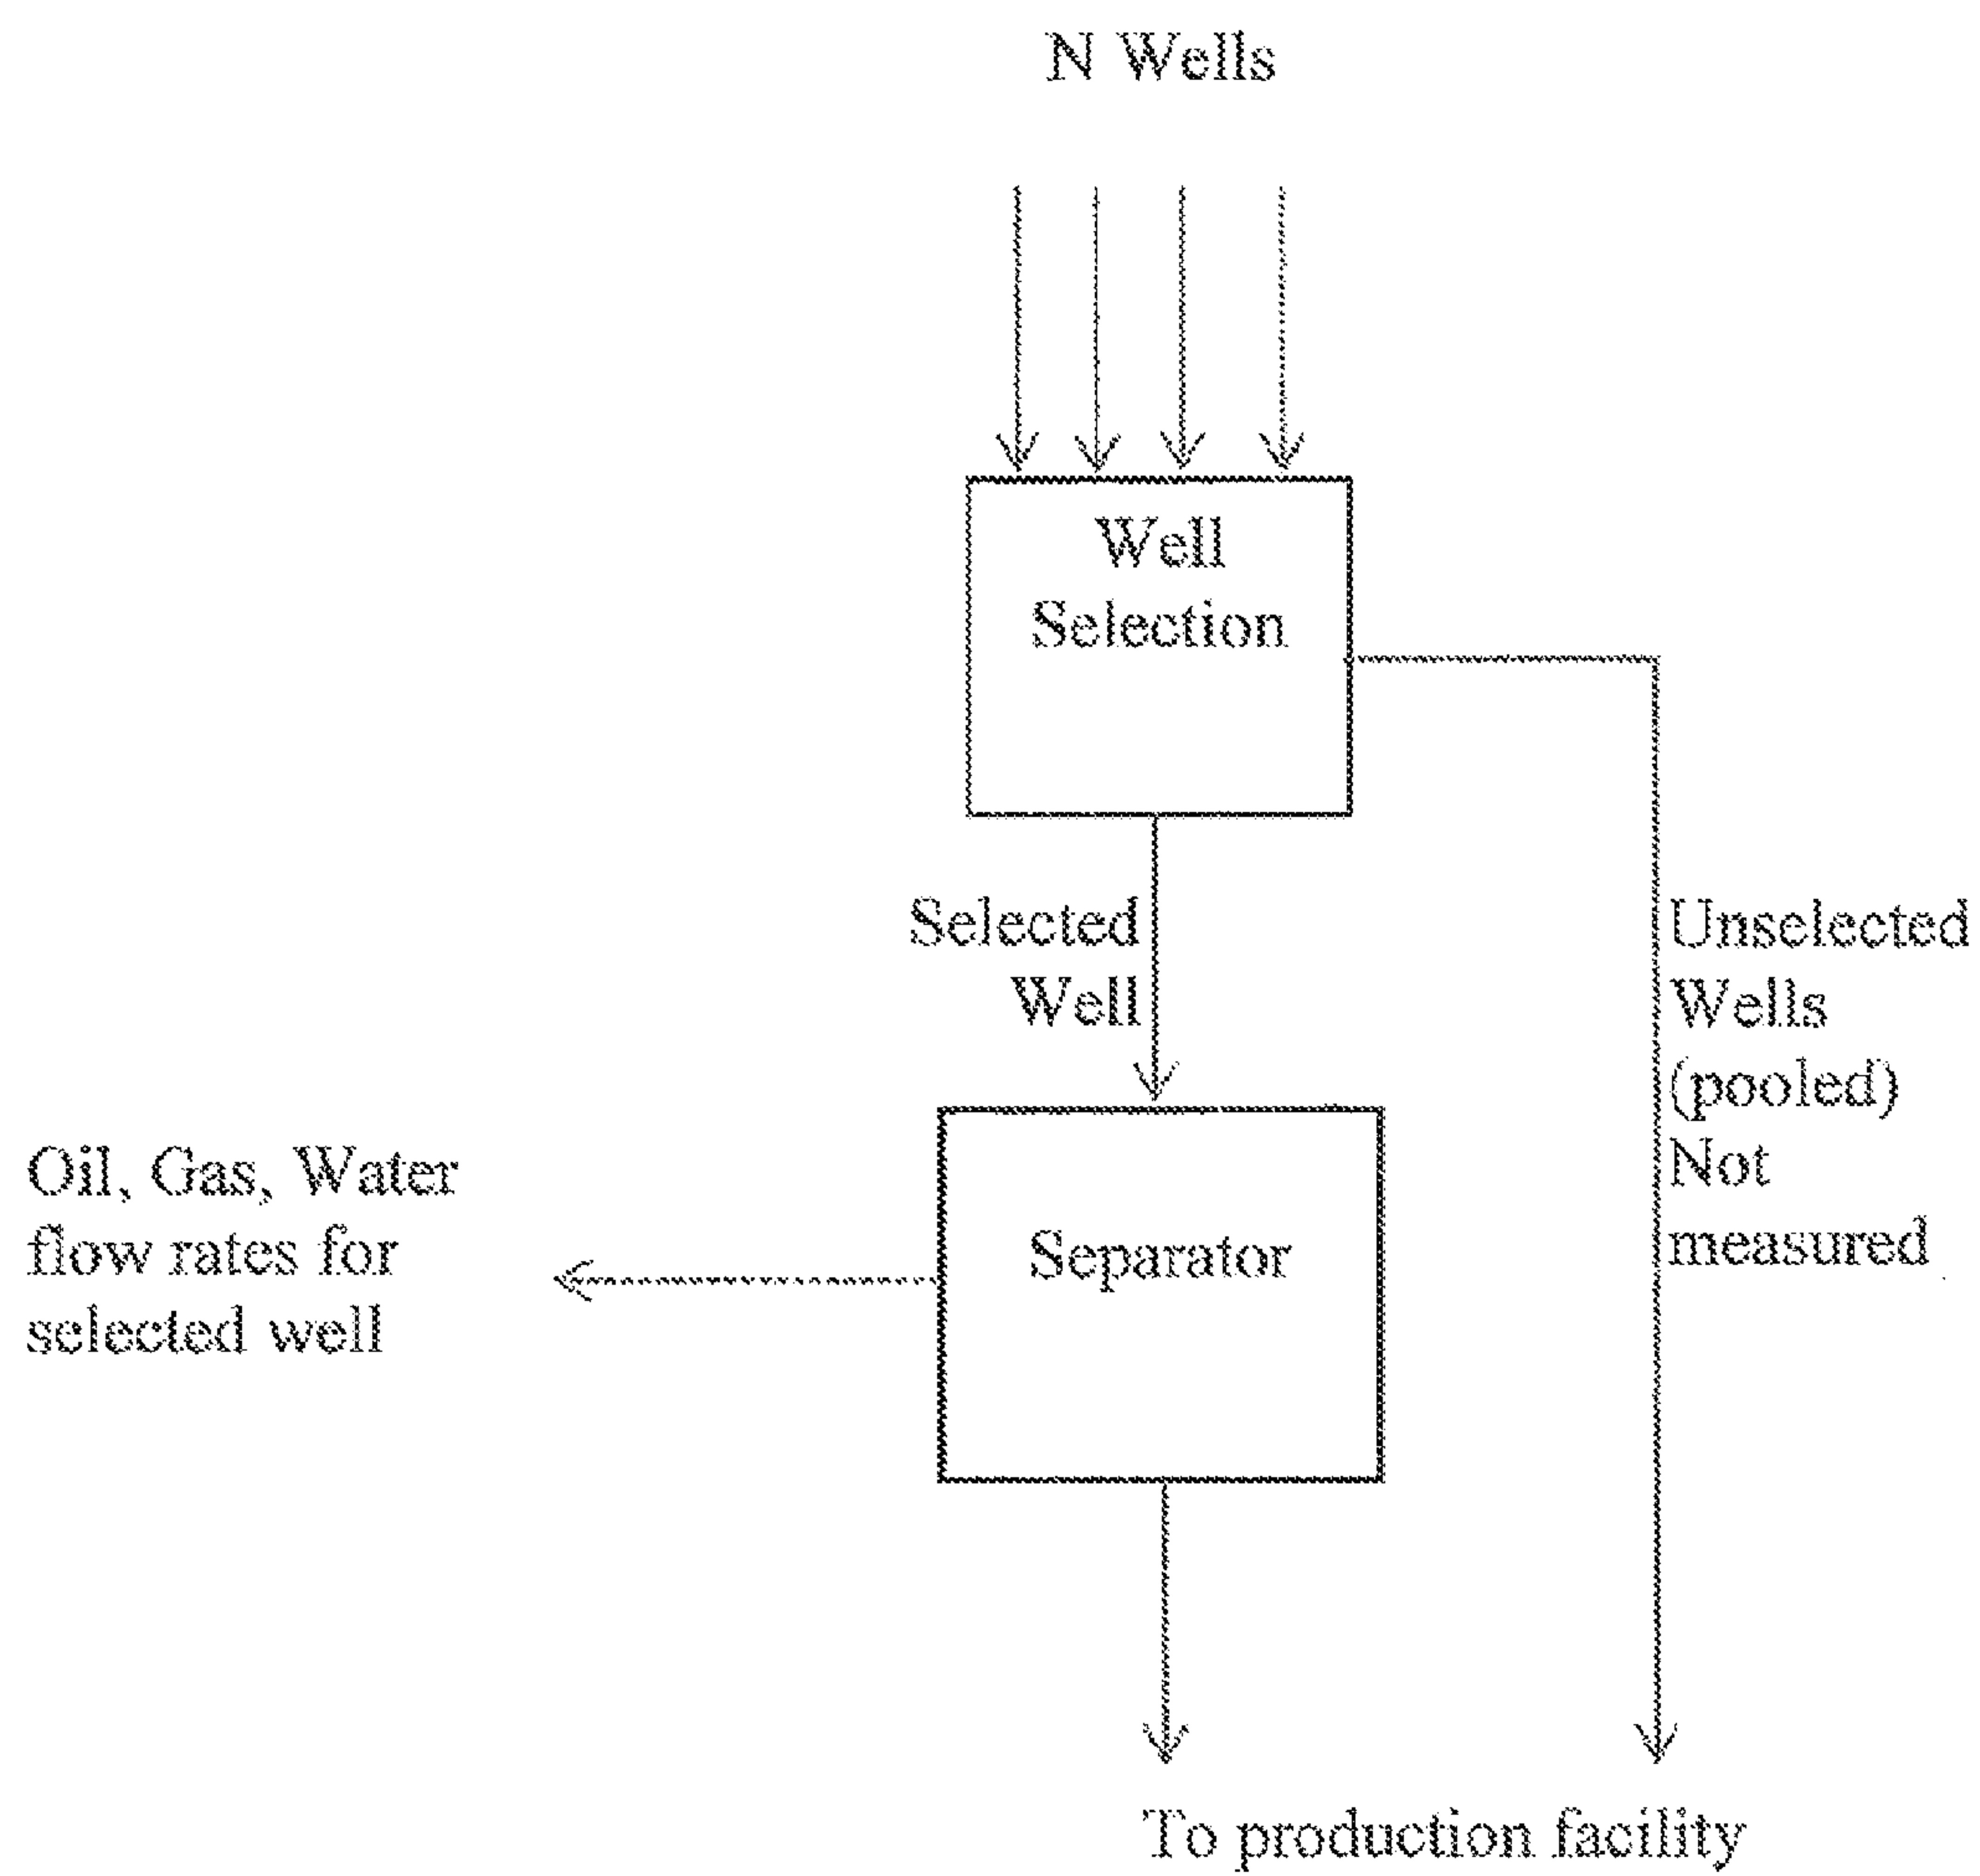 N Wells
Well
Selection
Selected
Well
Unselected
Wells
(pooled)
Not
measured
Oil, Gas, Water
flow rates for
selected well
Separator
To production facility